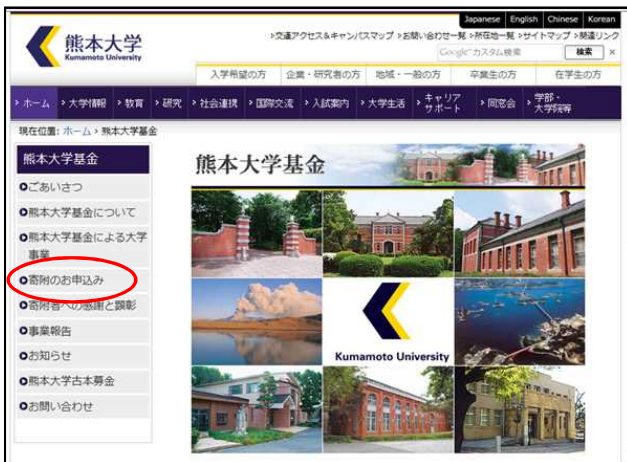 Japanese English Chinese Korean
›交通アクセス&キャンパスマップ ›お問い合わせ一覧 ›所在地一覧 ›サイトマップ ›関連リンク
熊本大学
Kumamoto University
Google カスタム検索 検索 ×
入学希望の方 企業・研究者の方 地域・一般の方 卒業生の方 在学生の方
›ホーム ›大学情報 ›教育 ›研究 ›社会連携 ›国際交流 ›入試案内 ›大学生活 ›キャリアサポート ›同窓会 ›学部・大学院等
現在位置: ホーム › 熊本大学基金
熊本大学基金
ごあいさつ
熊本大学基金について
熊本大学基金による大学
事業
寄附のお申込み
寄附者への感謝と顕彰
事業報告
お知らせ
熊本大学古本募金
お問い合わせ
熊本大学基金
Kumamoto University